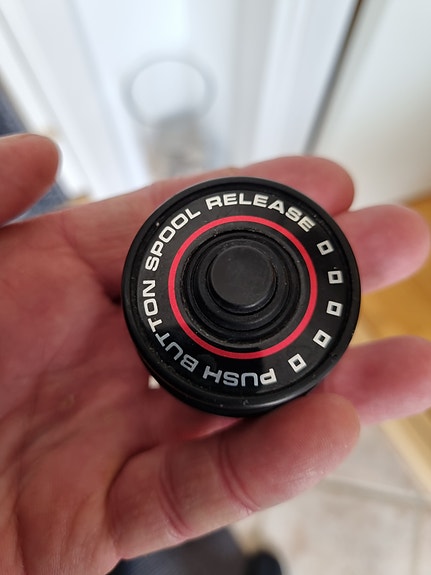 PUSH BUTTON SPOOL RELEASE